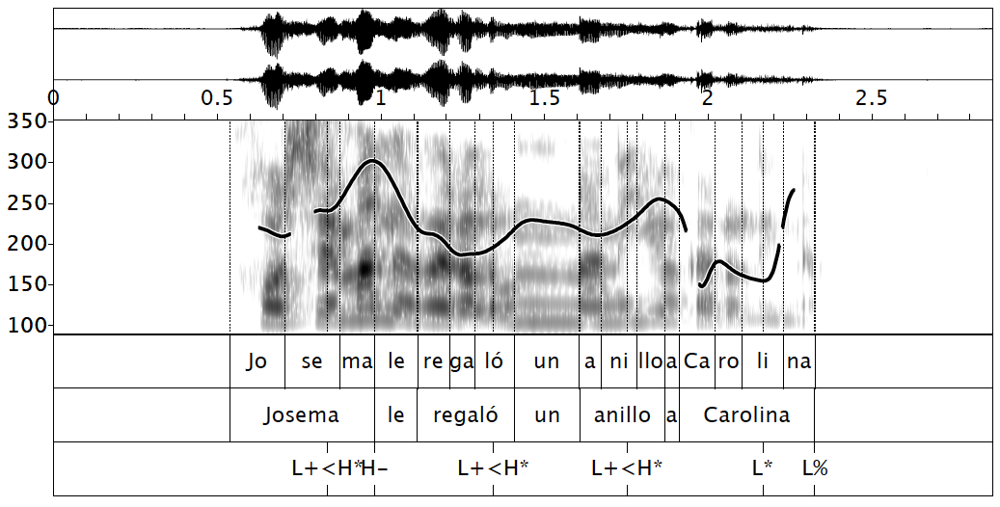 0 0.5 1 1.5 2 2.5
350
300
250
200
150
100
Jo se ma le re ga ló un a ni llo a Ca ro li na
Josema le regaló un anillo a Carolina
L+<H* H- L+<H* L+<H* L* L%